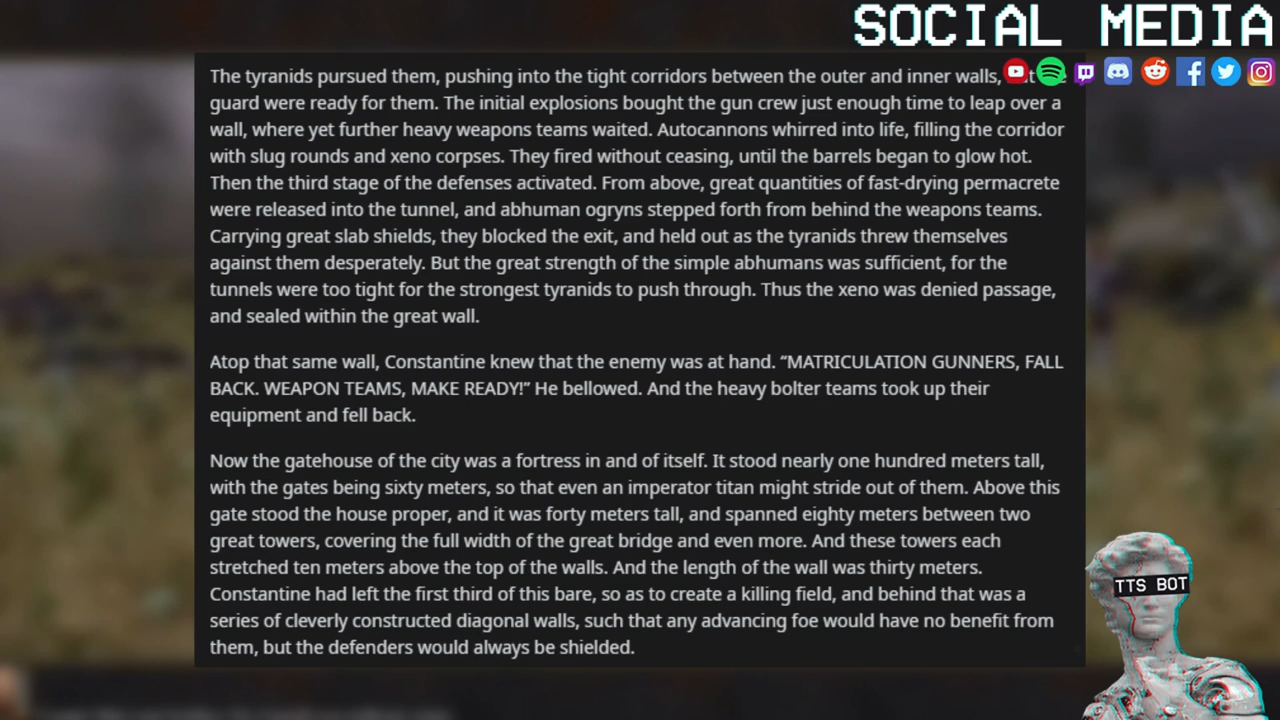 SOCIAL MEDIA
The tyranids pursued them, pushing into the tight corridors between the outer and inner walls,
guard were ready for them. The initial explosions bought the gun crew just enough time to leap over a
wall, where yet further heavy weapons teams waited. Autocannons whirred into life, filling the corridor
with slug rounds and xeno corpses. They fired without ceasing, until the barrels began to glow hot.
Then the third stage of the defenses activated. From above, great quantities of fast-drying permacrete
were released into the tunnel, and abhuman ogryns stepped forth from behind the weapons teams.
Carrying great slab shields, they blocked the exit, and held out as the tyranids threw themselves
against them desperately. But the great strength of the simple abhumans was sufficient, for the
tunnels were too tight for the strongest tyranids to push through. Thus the xeno was denied passage,
and sealed within the great wall.
Atop that same wall, Constantine knew that the enemy was at hand. “MATRICULATION GUNNERS, FALL
BACK. WEAPON TEAMS, MAKE READY!” He bellowed. And the heavy bolter teams took up their
equipment and fell back.
Now the gatehouse of the city was a fortress in and of itself. It stood nearly one hundred meters tall,
with the gates being sixty meters, so that even an imperator titan might stride out of them. Above this
gate stood the house proper, and it was forty meters tall, and spanned eighty meters between two
great towers, covering the full width of the great bridge and even more. And these towers each
stretched ten meters above the top of the walls. And the length of the wall was thirty meters.
Constantine had left the first third of this bare, so as to create a killing field, and behind that was a
series of cleverly constructed diagonal walls, such that any advancing foe would have no benefit from
them, but the defenders would always be shielded.
TTS BOT